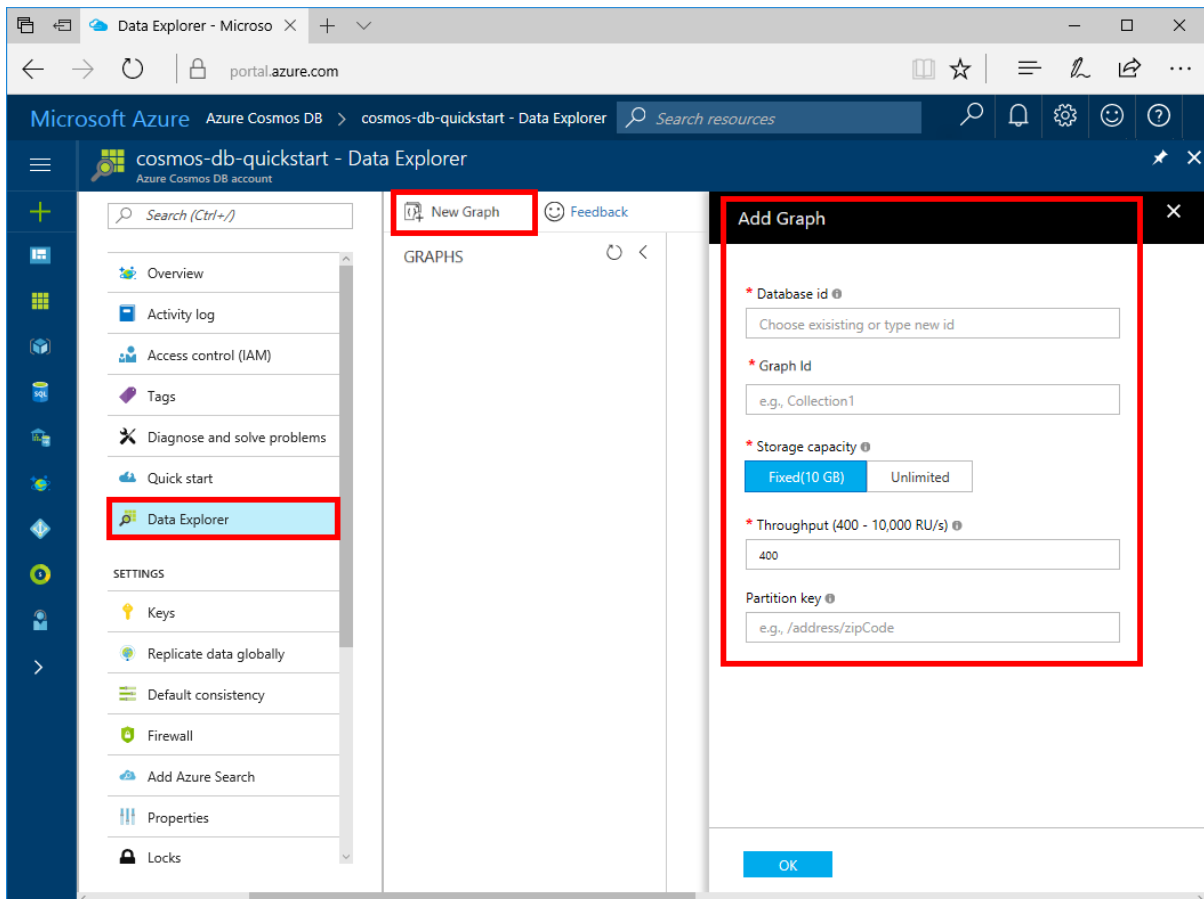 Data Explorer - Microso
portal.azure.com
Microsoft Azure Azure Cosmos DB > cosmos-db-quickstart - Data Explorer Search resources
cosmos-db-quickstart - Data Explorer
Azure Cosmos DB account
Search (Ctrl+/)
Overview
Activity log
Access control (IAM)
Tags
Diagnose and solve problems
Quick start
Data Explorer
SETTINGS
Keys
Replicate data globally
Default consistency
Firewall
Add Azure Search
Properties
Locks
New Graph Feedback
GRAPHS
Add Graph
* Database id
Choose exisisting or type new id
* Graph Id
e.g., Collection1
* Storage capacity
Fixed(10 GB) Unlimited
* Throughput (400 - 10,000 RU/s)
400
Partition key
e.g., /address/zipCode
OK